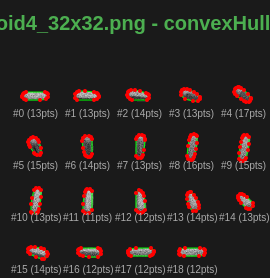 oid4_32x32.png - convexHull
#0 (13pts) #1 (13pts) #2 (14pts) #3 (13pts) #4 (17pts)
#5 (15pts) #6 (14pts) #7 (13pts) #8 (16pts) #9 (15pts)
#10 (13pts) #11 (11pts) #12 (12pts) #13 (14pts) #14 (13pts)
#15 (14pts) #16 (12pts) #17 (12pts) #18 (12pts)